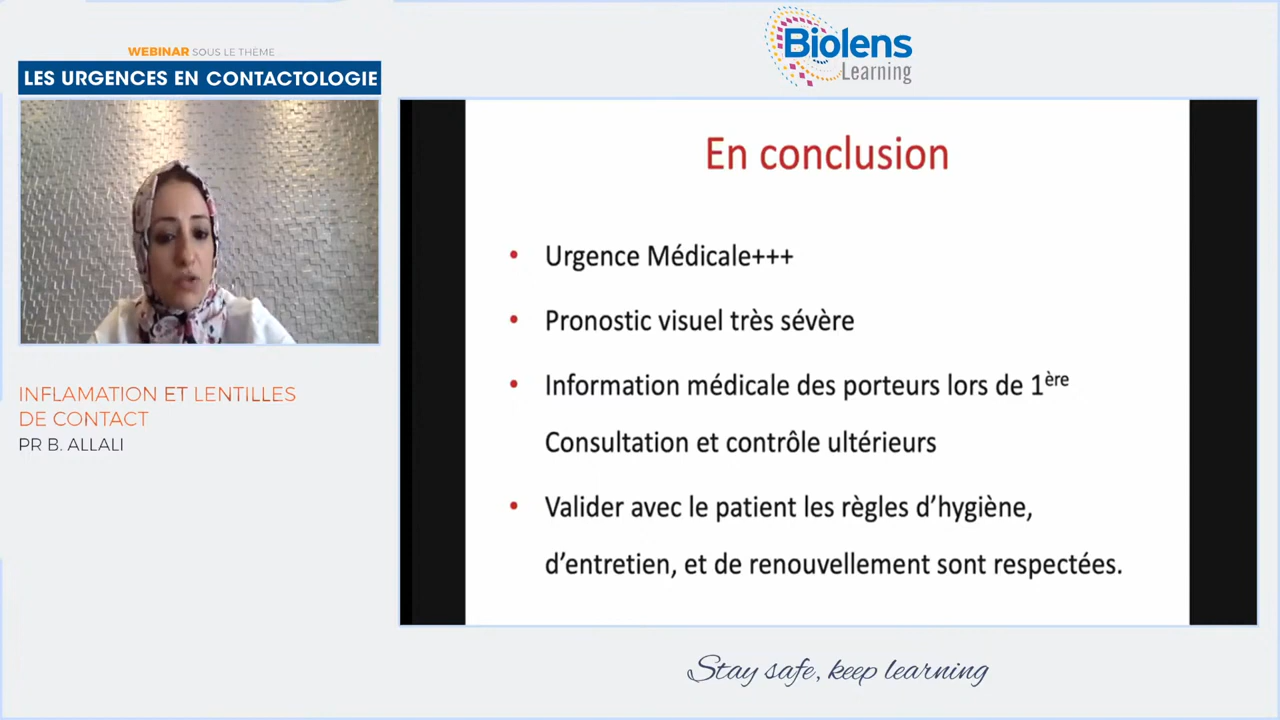 WEBINAR SOUS LE THÈME
LES URGENCES EN CONTACTOLOGIE
Biolens
Learning
INFLAMATION ET LENTILLES
DE CONTACT
PR B. ALLALI
En conclusion
• Urgence Médicale+++
• Pronostic visuel très sévère
• Information médicale des porteurs lors de 1ère
Consultation et contrôle ultérieurs
• Valider avec le patient les règles d’hygiène,
d’entretien, et de renouvellement sont respectées.
Stay safe, keep learning